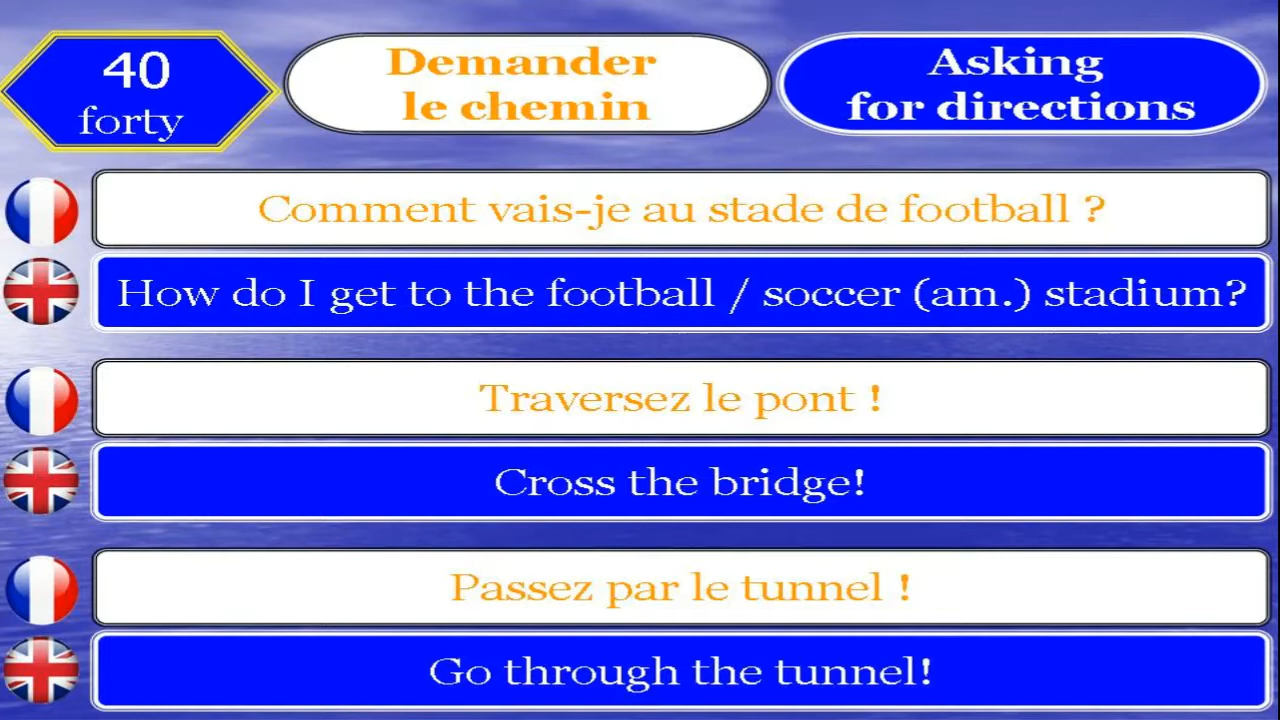 40
forty
Demander
le chemin
Asking
for directions
Comment vais-je au stade de football ?
How do I get to the football / soccer (am.) stadium?
Traversez le pont !
Cross the bridge!
Passez par le tunnel !
Go through the tunnel!